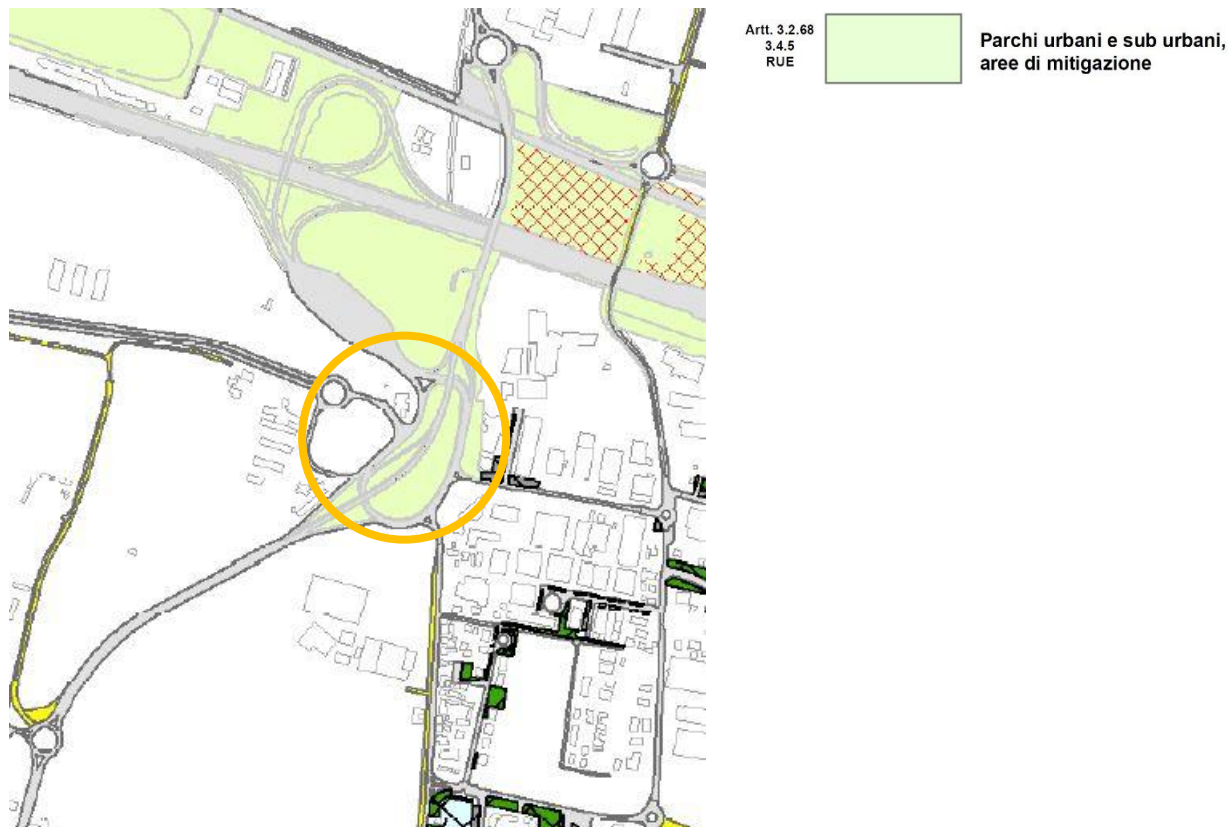 Artt. 3.2.68
3.4.5
RUE
Parchi urbani e sub urbani,
aree di mitigazione